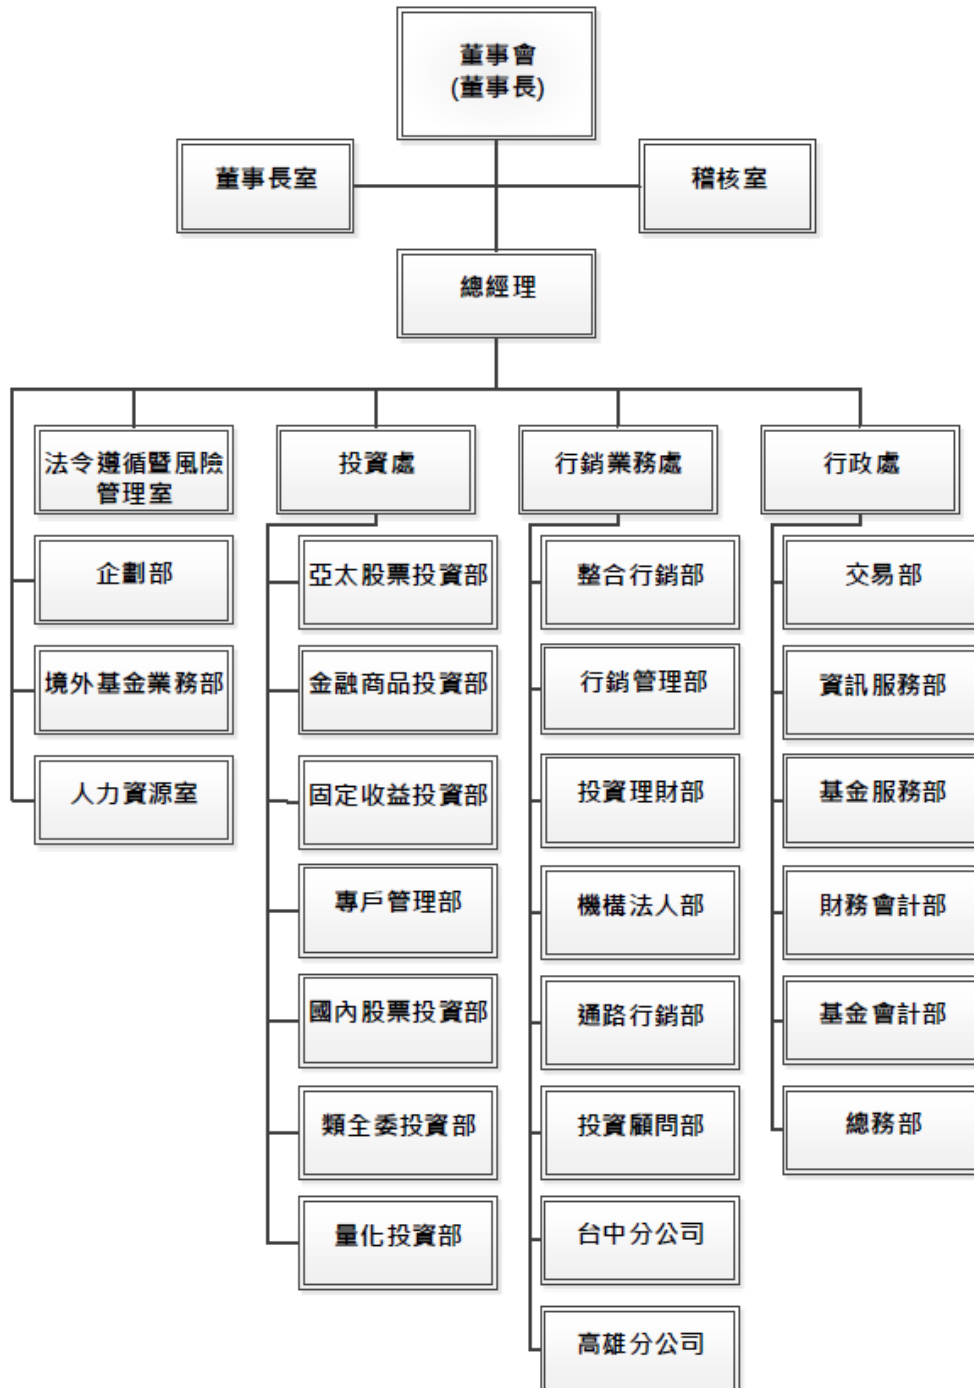 董事會
(董事長)
董事長室
稽核室
總經理
法令遵循暨風險
管理室
投資處
行銷業務處
行政處
企劃部
境外基金業務部
人力資源室
亞太股票投資部
金融商品投資部
固定收益投資部
專戶管理部
國內股票投資部
類全委投資部
量化投資部
整合行銷部
行銷管理部
投資理財部
機構法人部
通路行銷部
投資顧問部
台中分公司
高雄分公司
交易部
資訊服務部
基金服務部
財務會計部
基金會計部
總務部